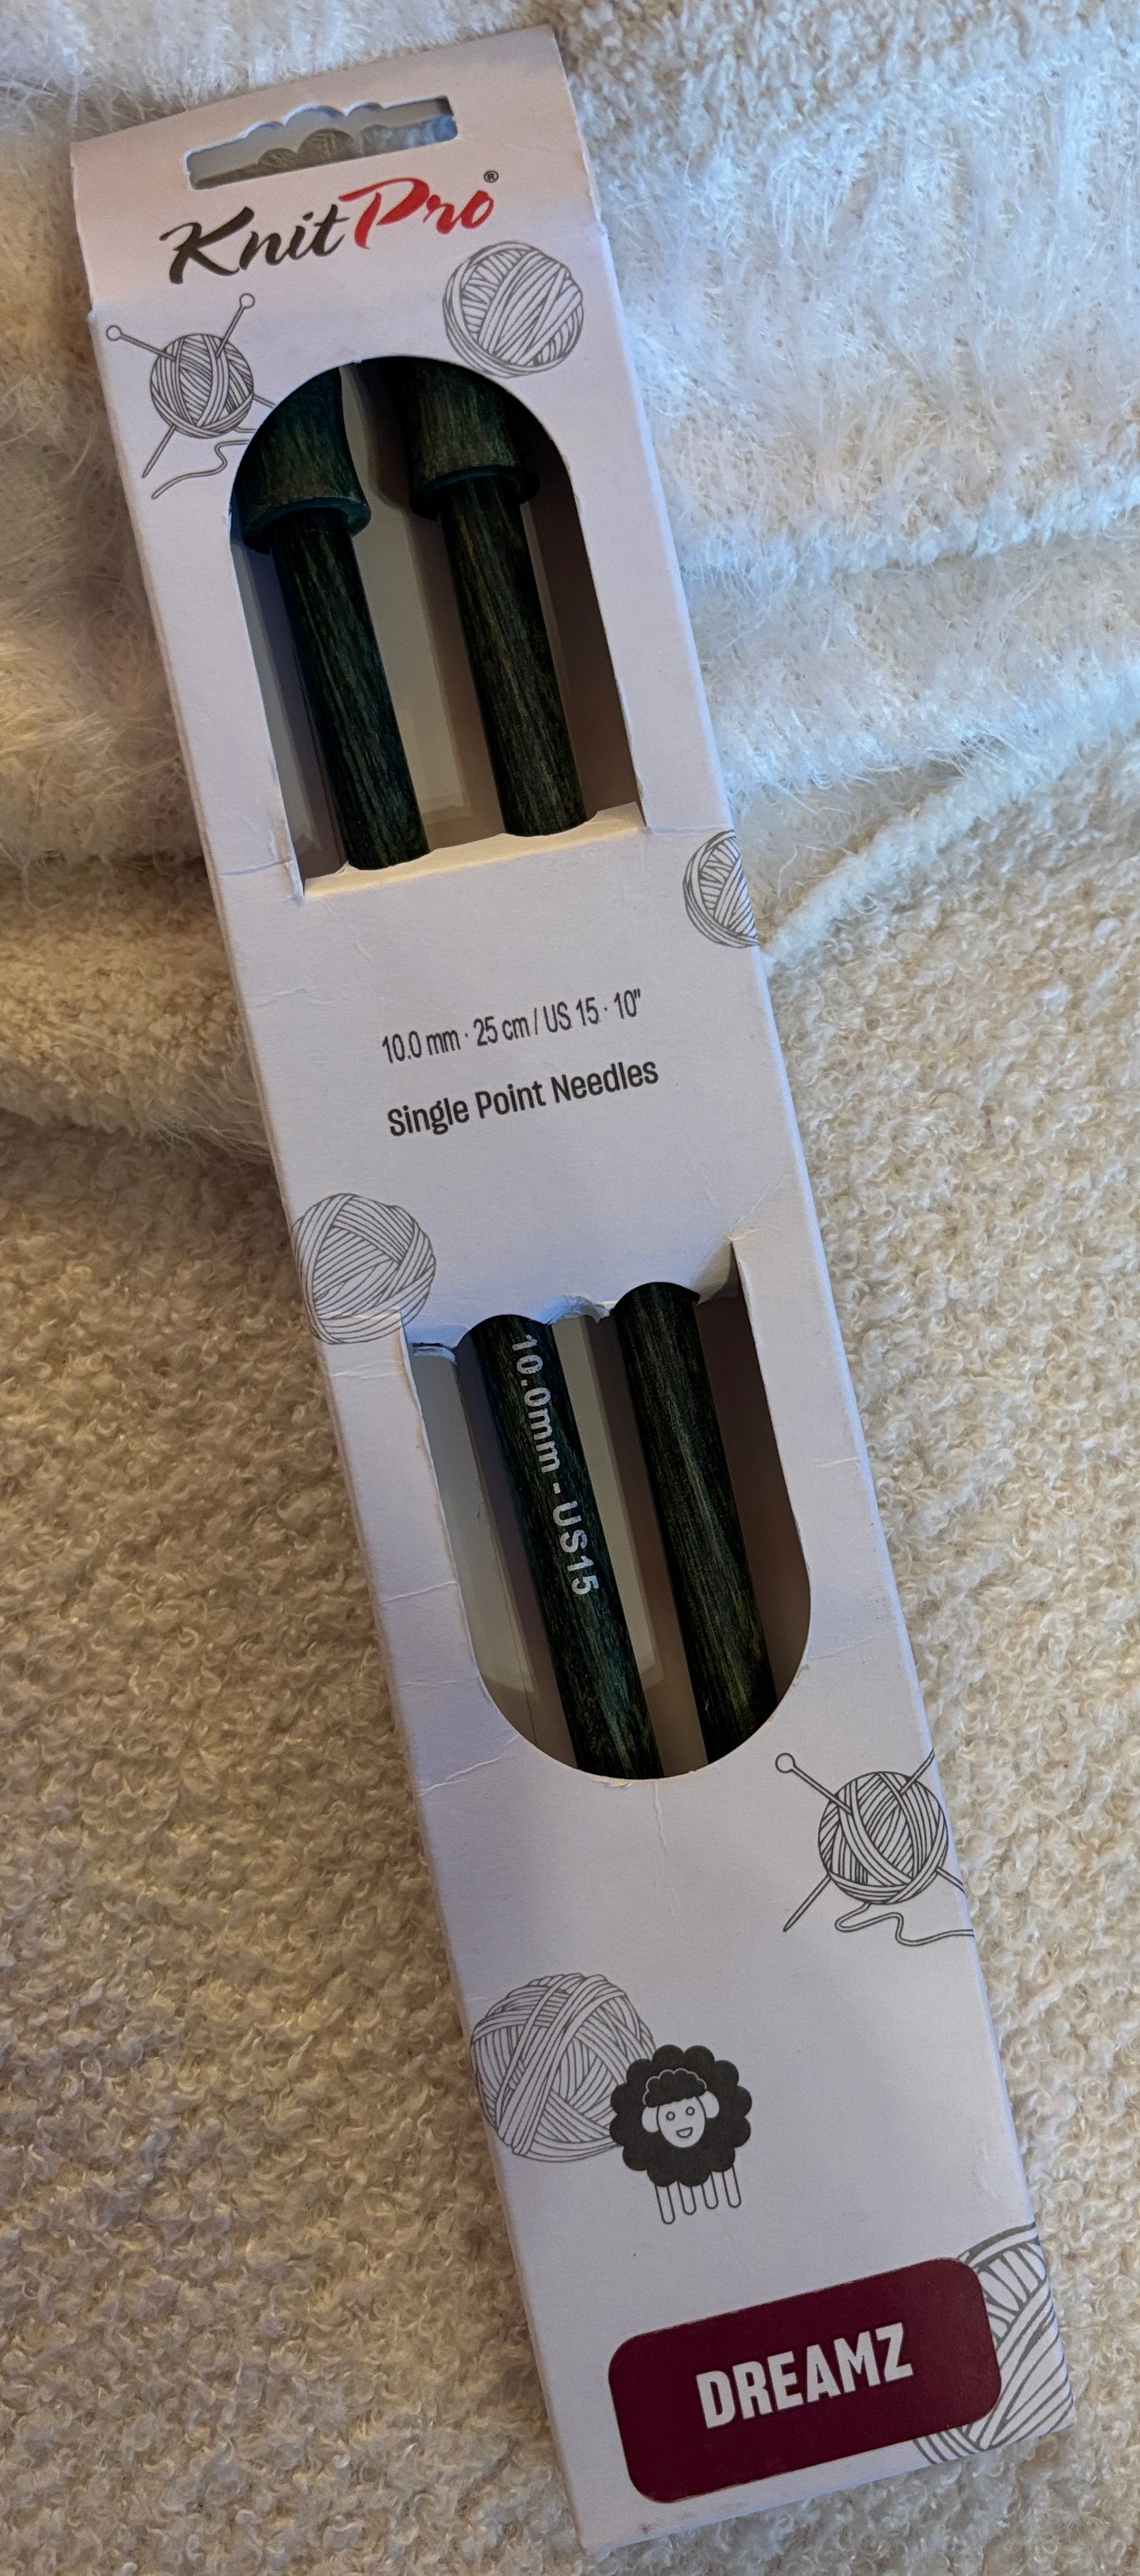 KnitPro®
10.0 mm · 25 cm / US 15 · 10"
Single Point Needles
10.0mm - US15
DREAMZ